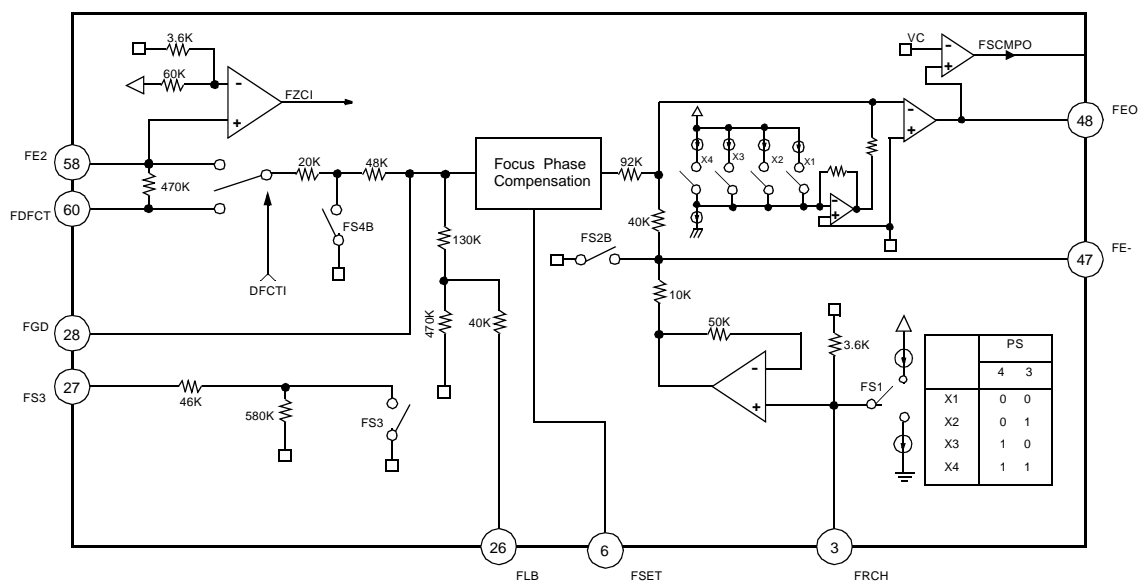 3.6K
60K
FZCI
VC
FSCMPO
48
FEO
FE2
58
470K
60
FDFCT
20K
48K
FS4B
DFCTI
130K
Focus Phase
Compensation
92K
X4
X3
X2
X1
40K
FS2B
47
FE-
10K
FGD
28
470K
40K
50K
3.6K
27
FS3
46K
580K
FS3
FS1
PS
4 3
X1 0 0
X2 0 1
X3 1 0
X4 1 1
26
FLB
6
FSET
3
FRCH